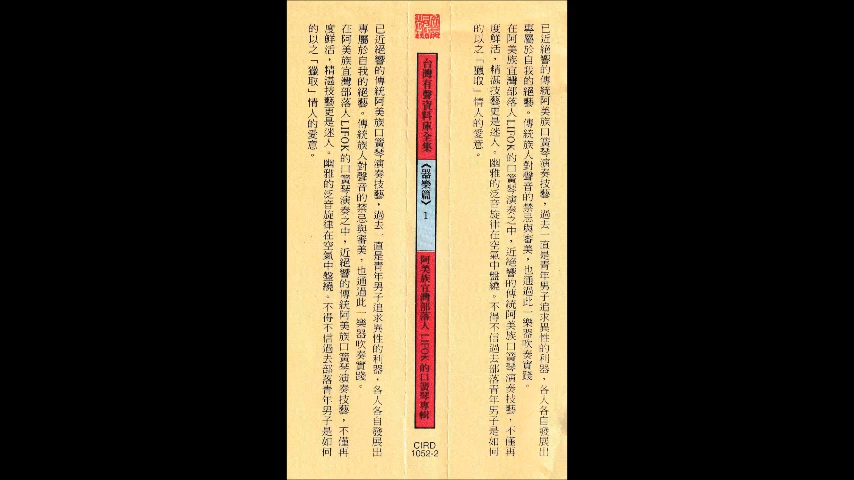 已近絕響的傳統阿美族口簧琴演奏技藝，過去一直是青年男子追求異性的利器，各人各自發展出
專屬於自我的絕藝。傳統族人對聲音的禁忌與審美，也通過此一樂器吹奏實踐。
在阿美族宜灣部落人LIFOK的口簧琴演奏之中，近絕響的傳統阿美族口簧琴演奏技藝，不僅再
度鮮活，精湛技藝更是迷人。幽雅的泛音旋律在空氣中盤繞。不得不信過去部落青年男子是如何
的以之「獵取」情人的愛意。
台灣有聲資料庫全集
《器樂篇》1
阿美族宜灣部落人 LIFOK的口簧琴專輯
CIRD
1052-2
已近絕響的傳統阿美族口簧琴演奏技藝，過去一直是青年男子追求異性的利器，各人各自發展出
專屬於自我的絕藝。傳統族人對聲音的禁忌與審美，也通過此一樂器吹奏實踐。
在阿美族宜灣部落人LIFOK的口簧琴演奏之中，近絕響的傳統阿美族口簧琴演奏技藝，不僅再
度鮮活，精湛技藝更是迷人。幽雅的泛音旋律在空氣中盤繞。不得不信過去部落青年男子是如何
的以之「獵取」情人的愛意。